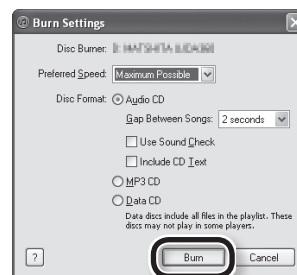 Burn Settings
Disc Burner:
Preferred Speed: Maximum Possible
Disc Format: Audio CD
Gap Between Songs: 2 seconds
Use Sound Check
Include CD Text
MP3 CD
Data CD
Data discs include all files in the playlist. These
discs may not play in some players.
? Burn Cancel